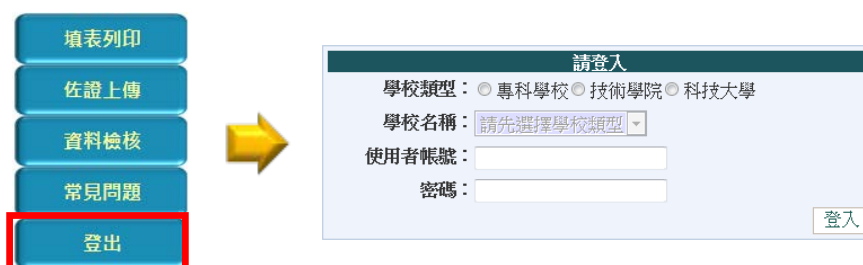 填表列印
佐證上傳
資料檢核
常見問題
登出
請登入
學校類型：專科學校 技術學院 科技大學
學校名稱：請先選擇學校類型
使用者帳號：
密碼：
登入